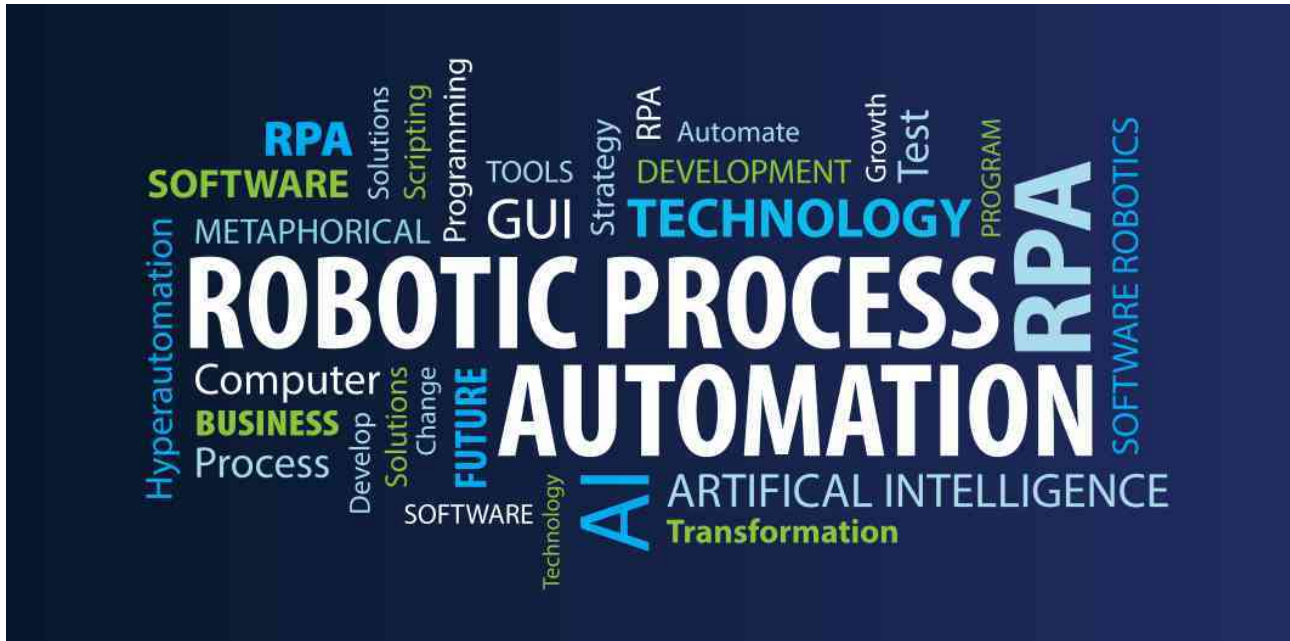 RPA
Solutions
Scripting
Programming
SOFTWARE
METAPHORICAL
TOOLS
GUI
Strategy
RPA
Automate
DEVELOPMENT
TECHNOLOGY
Growth
Test
PROGRAM
RPA
SOFTWARE ROBOTICS
Hyperautomation
ROBOTIC PROCESS
AUTOMATION
Computer
BUSINESS
Process
Develop
Solutions
Change
FUTURE
SOFTWARE
Technology
AI
ARTIFICAL INTELLIGENCE
Transformation